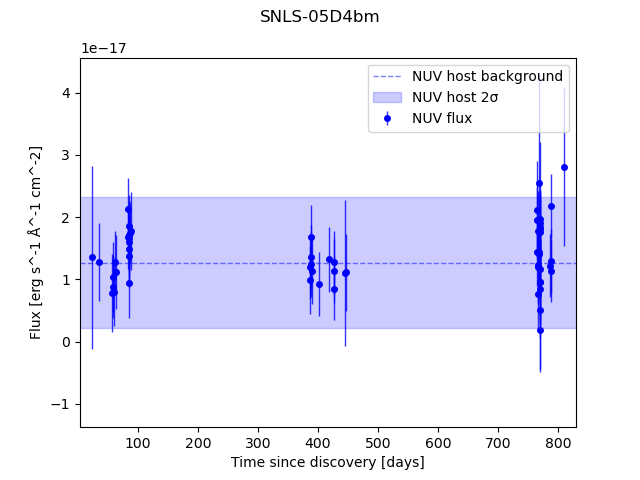 SNLS-05D4bm
1e−17
NUV host background
NUV host 2σ
NUV flux
4
3
2
1
0
−1
Flux [erg s^-1 Å^-1 cm^-2]
100 200 300 400 500 600 700 800
Time since discovery [days]